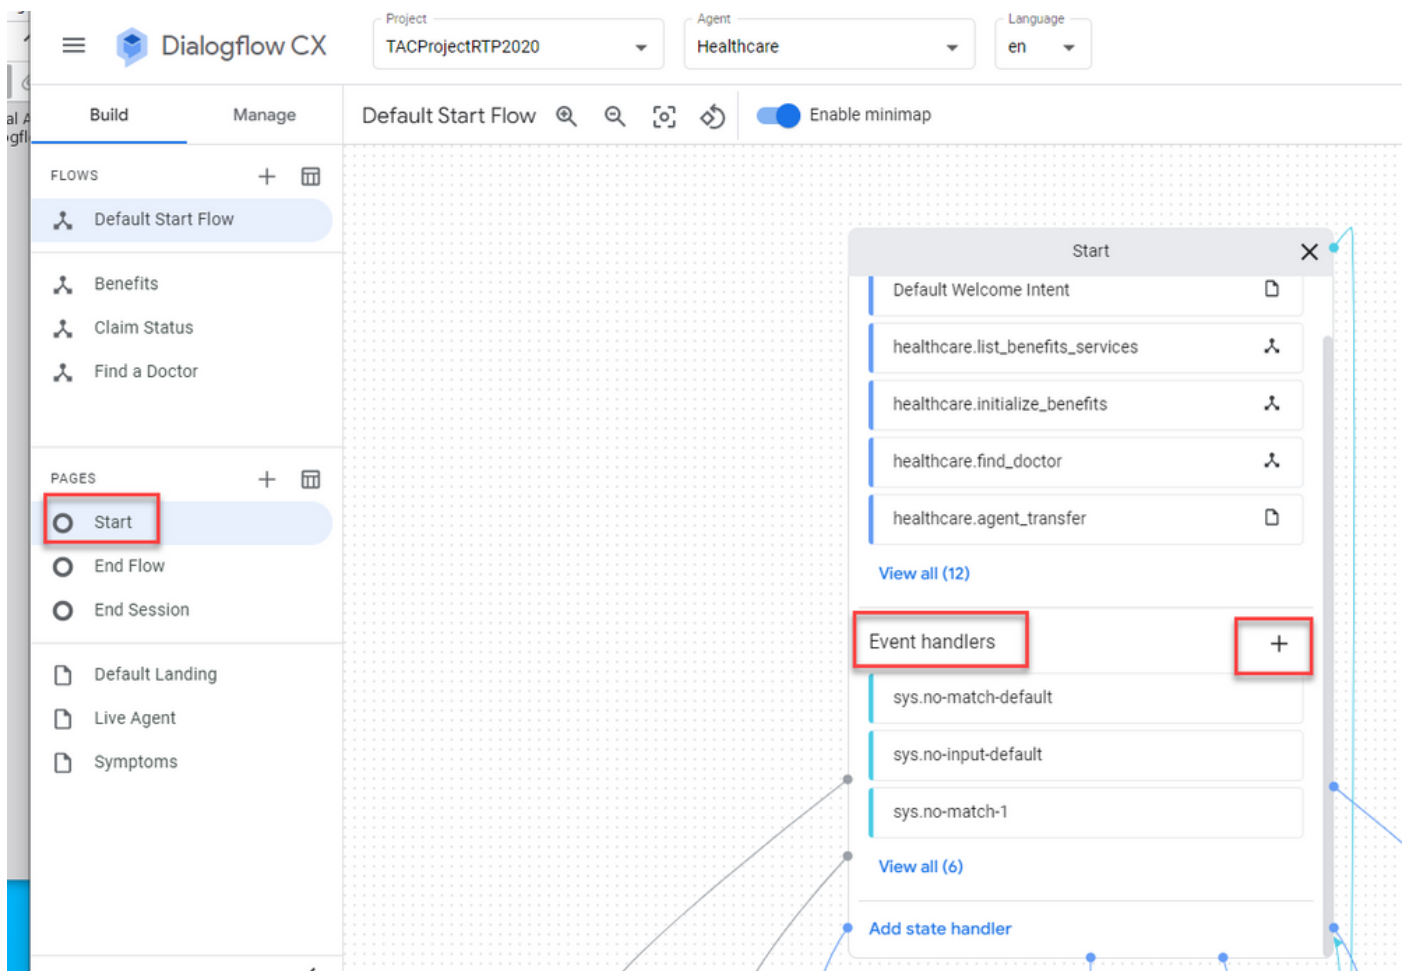 Project
Agent
Language
Dialogflow CX
TACProjectRTP2020
Healthcare
en
Build
Manage
Default Start Flow
Enable minimap
FLOWS
Default Start Flow
Benefits
Claim Status
Find a Doctor
PAGES
Start
End Flow
End Session
Default Landing
Live Agent
Symptoms
Start
Default Welcome Intent
healthcare.list_benefits_services
healthcare.initialize_benefits
healthcare.find_doctor
healthcare.agent_transfer
View all (12)
Event handlers
sys.no-match-default
sys.no-input-default
sys.no-match-1
View all (6)
Add state handler